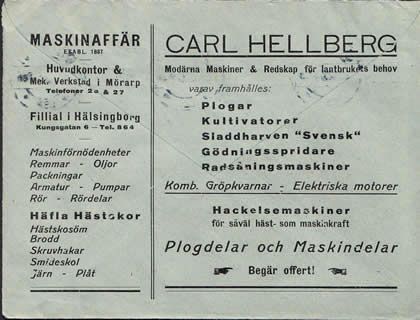 MASKINAFFÄR
ETABL. 1887
Huvudkontor &
Mek. Verkstad i Mörarp
Telefoner 2a & 27
Fillial i Hälsingborg
Kungsgatan 6 - Tel. 864
Maskinförnödenheter
Remmar - Oljor
Packningar
Armatur - Pumpar
Rör - Rördelar
Häfla Hästskor
Hästskosöm
Brodd
Skruvhakar
Smideskol
Järn - Plåt
CARL HELLBERG
Modärna Maskiner & Redskap för lantbrukets behov
varav framhålles:
Plogar
Kultivatorer
Sladdharven "Svensk"
Gödningsspridare
Radsåningsmaskiner
Komb. Gröpkvarnar - Elektriska motorer
Hackelsemaskiner
för såväl häst- som maskinkraft
Plogdelar och Maskindelar
Begär offert!